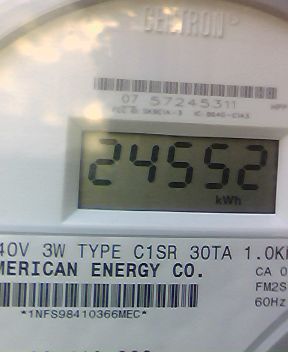 CENTRON®
07 57245311
24552
kWh
40V 3W TYPE C1SR 30TA 1.0K
MERICAN ENERGY CO.
CA 0
FM2S
60Hz
*1NFS98410366MEC*